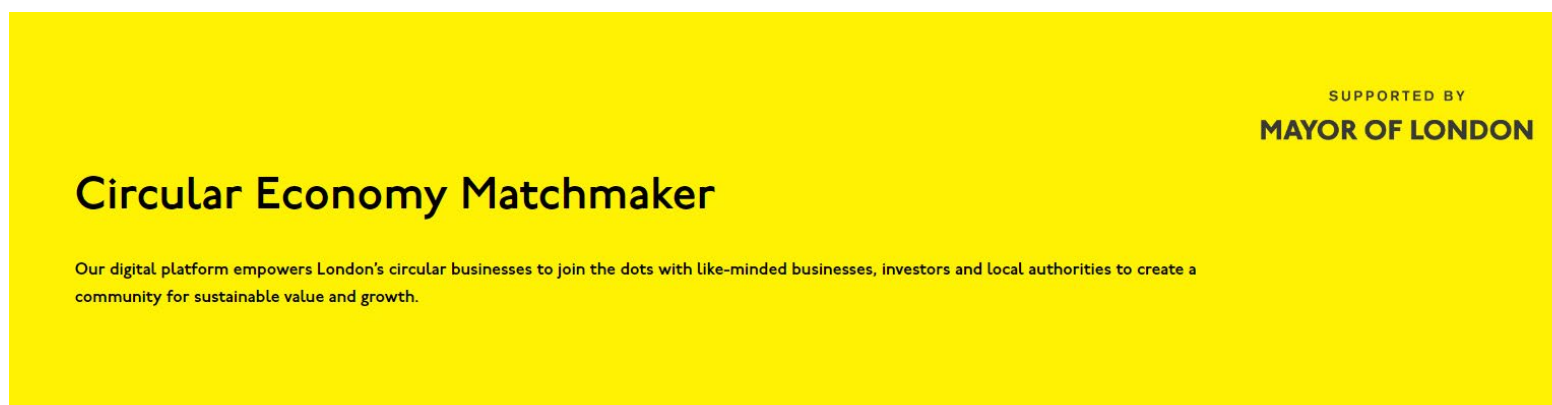 SUPPORTED BY
MAYOR OF LONDON
Circular Economy Matchmaker
Our digital platform empowers London’s circular businesses to join the dots with like-minded businesses, investors and local authorities to create a
community for sustainable value and growth.